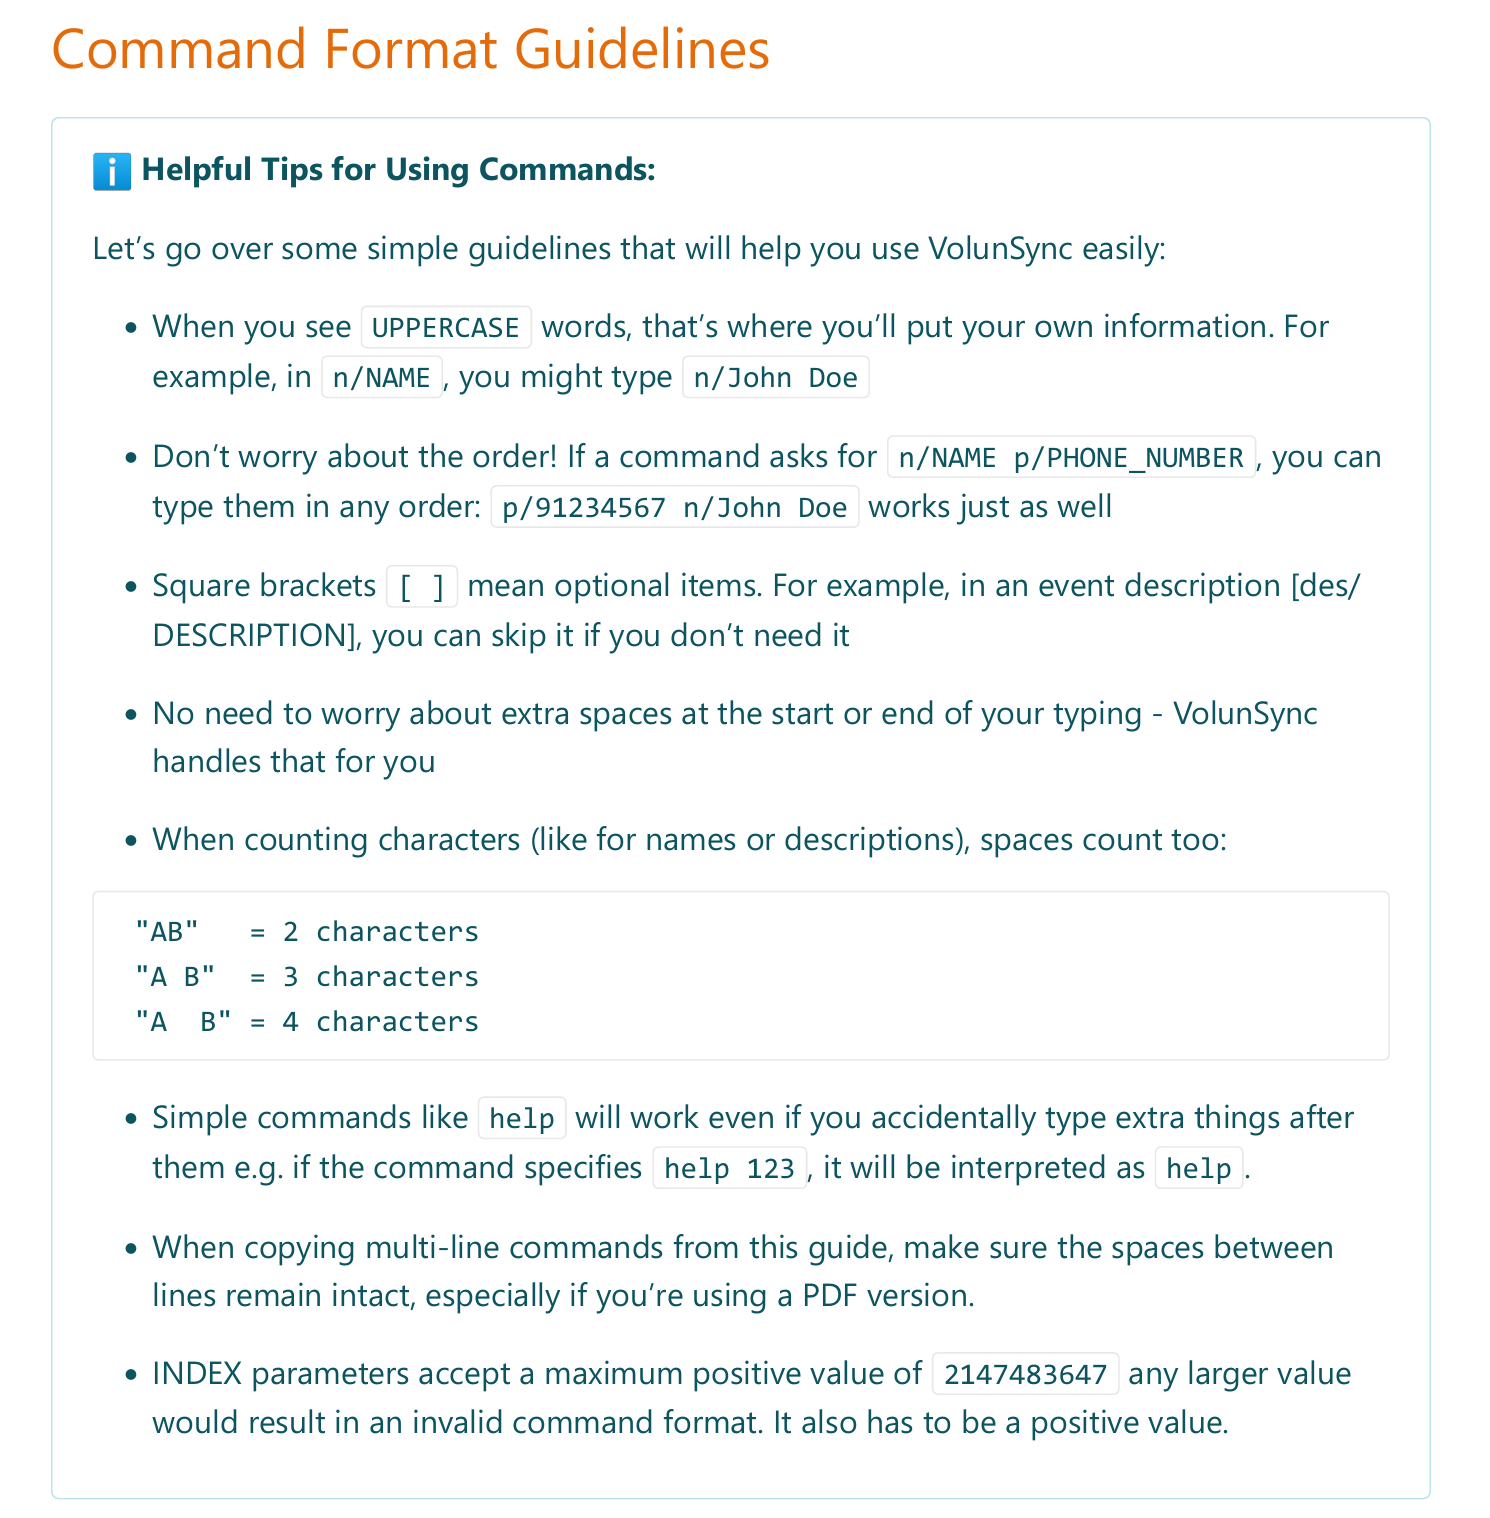 Command Format Guidelines
ℹ️ Helpful Tips for Using Commands:
Let’s go over some simple guidelines that will help you use VolunSync easily:
• When you see UPPERCASE words, that’s where you’ll put your own information. For
example, in n/NAME, you might type n/John Doe
• Don’t worry about the order! If a command asks for n/NAME p/PHONE_NUMBER, you can
type them in any order: p/91234567 n/John Doe works just as well
• Square brackets [ ] mean optional items. For example, in an event description [des/
DESCRIPTION], you can skip it if you don’t need it
• No need to worry about extra spaces at the start or end of your typing - VolunSync
handles that for you
• When counting characters (like for names or descriptions), spaces count too:
"AB"   = 2 characters
"A B"  = 3 characters
"A  B" = 4 characters
• Simple commands like help will work even if you accidentally type extra things after
them e.g. if the command specifies help 123, it will be interpreted as help.
• When copying multi-line commands from this guide, make sure the spaces between
lines remain intact, especially if you’re using a PDF version.
• INDEX parameters accept a maximum positive value of 2147483647 any larger value
would result in an invalid command format. It also has to be a positive value.